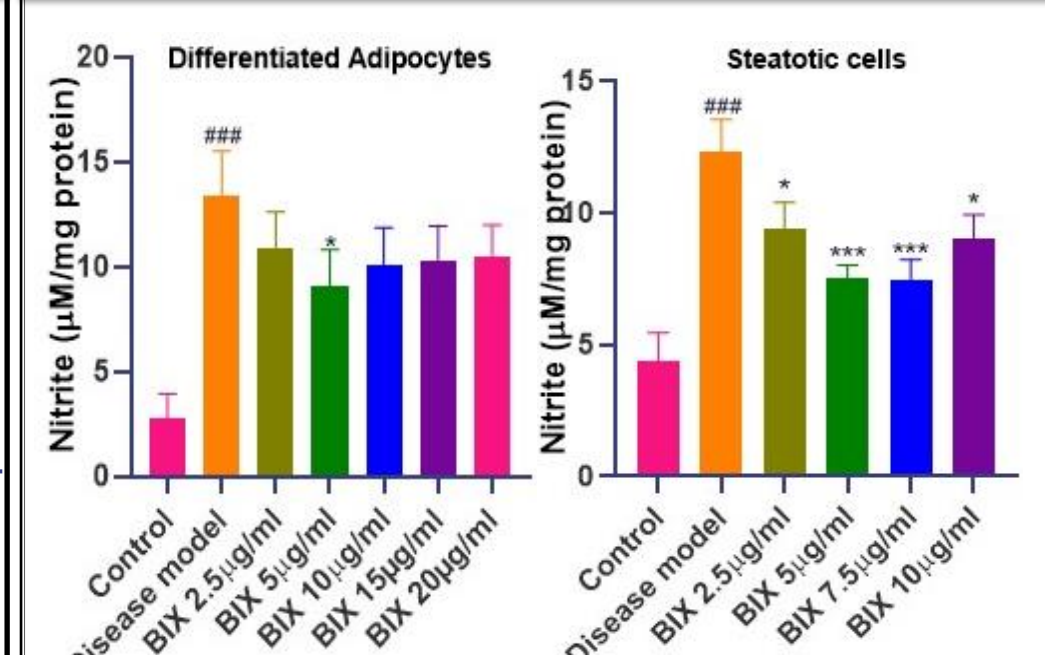 Differentiated Adipocytes
Nitrite (μM/mg protein)
20
15
10
5
0
###
*
Control
Disease model
BIX 2.5μg/ml
BIX 5μg/ml
BIX 10μg/ml
BIX 15μg/ml
BIX 20μg/ml
Steatotic cells
Nitrite (μM/mg protein)
15
10
5
0
###
*
***
***
*
Control
Disease model
BIX 2.5μg/ml
BIX 5μg/ml
BIX 7.5μg/ml
BIX 10μg/ml